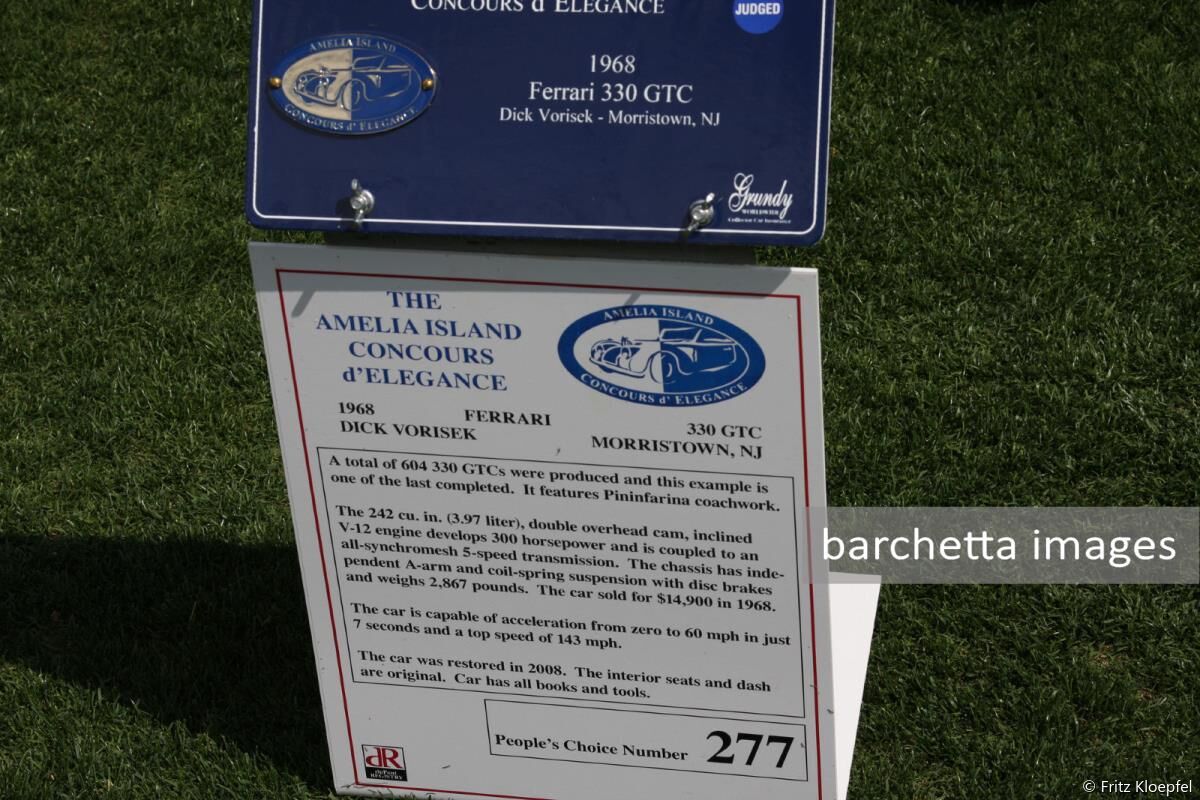 CONCOURS d'ELEGANCE
JUDGED
AMELIA ISLAND
CONCOURS d' ELEGANCE
1968
Ferrari 330 GTC
Dick Vorisek - Morristown, NJ
Grundy
WORLDWIDE
Collector Car Insurance
THE
AMELIA ISLAND
CONCOURS
d'ELEGANCE
AMELIA ISLAND
CONCOURS d' ELEGANCE
1968 FERRARI 330 GTC
DICK VORISEK MORRISTOWN, NJ
A total of 604 330 GTCs were produced and this example is
one of the last completed. It features Pininfarina coachwork.
The 242 cu. in. (3.97 liter), double overhead cam, inclined
V-12 engine develops 300 horsepower and is coupled to an
all-synchromesh 5-speed transmission. The chassis has inde-
pendent A-arm and coil-spring suspension with disc brakes
and weighs 2,867 pounds. The car sold for $14,900 in 1968.
The car is capable of acceleration from zero to 60 mph in just
7 seconds and a top speed of 143 mph.
The car was restored in 2008. The interior seats and dash
are original. Car has all books and tools.
People's Choice Number 277
dR
duPont
REGISTRY
barchetta images
© Fritz Kloepfel